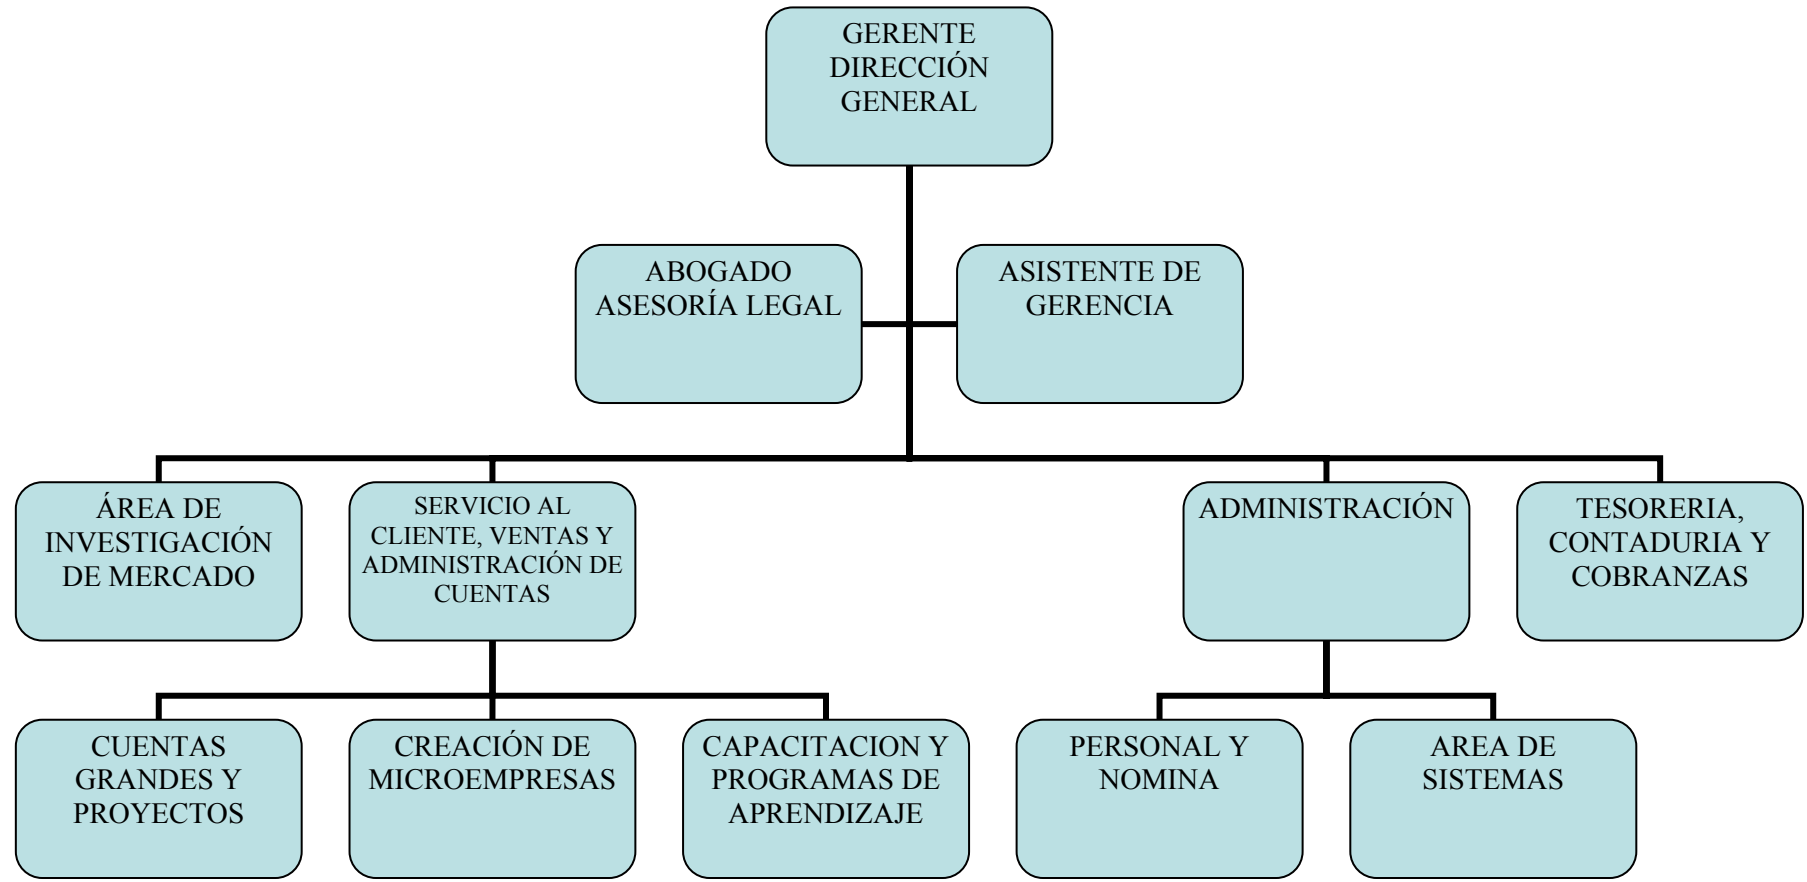 GERENTE
DIRECCIÓN
GENERAL
ABOGADO
ASESORÍA LEGAL
ASISTENTE DE
GERENCIA
ÁREA DE
INVESTIGACIÓN
DE MERCADO
SERVICIO AL
CLIENTE, VENTAS Y
ADMINISTRACIÓN DE
CUENTAS
ADMINISTRACIÓN
TESORERIA,
CONTADURIA Y
COBRANZAS
CUENTAS
GRANDES Y
PROYECTOS
CREACIÓN DE
MICROEMPRESAS
CAPACITACION Y
PROGRAMAS DE
APRENDIZAJE
PERSONAL Y
NOMINA
AREA DE
SISTEMAS